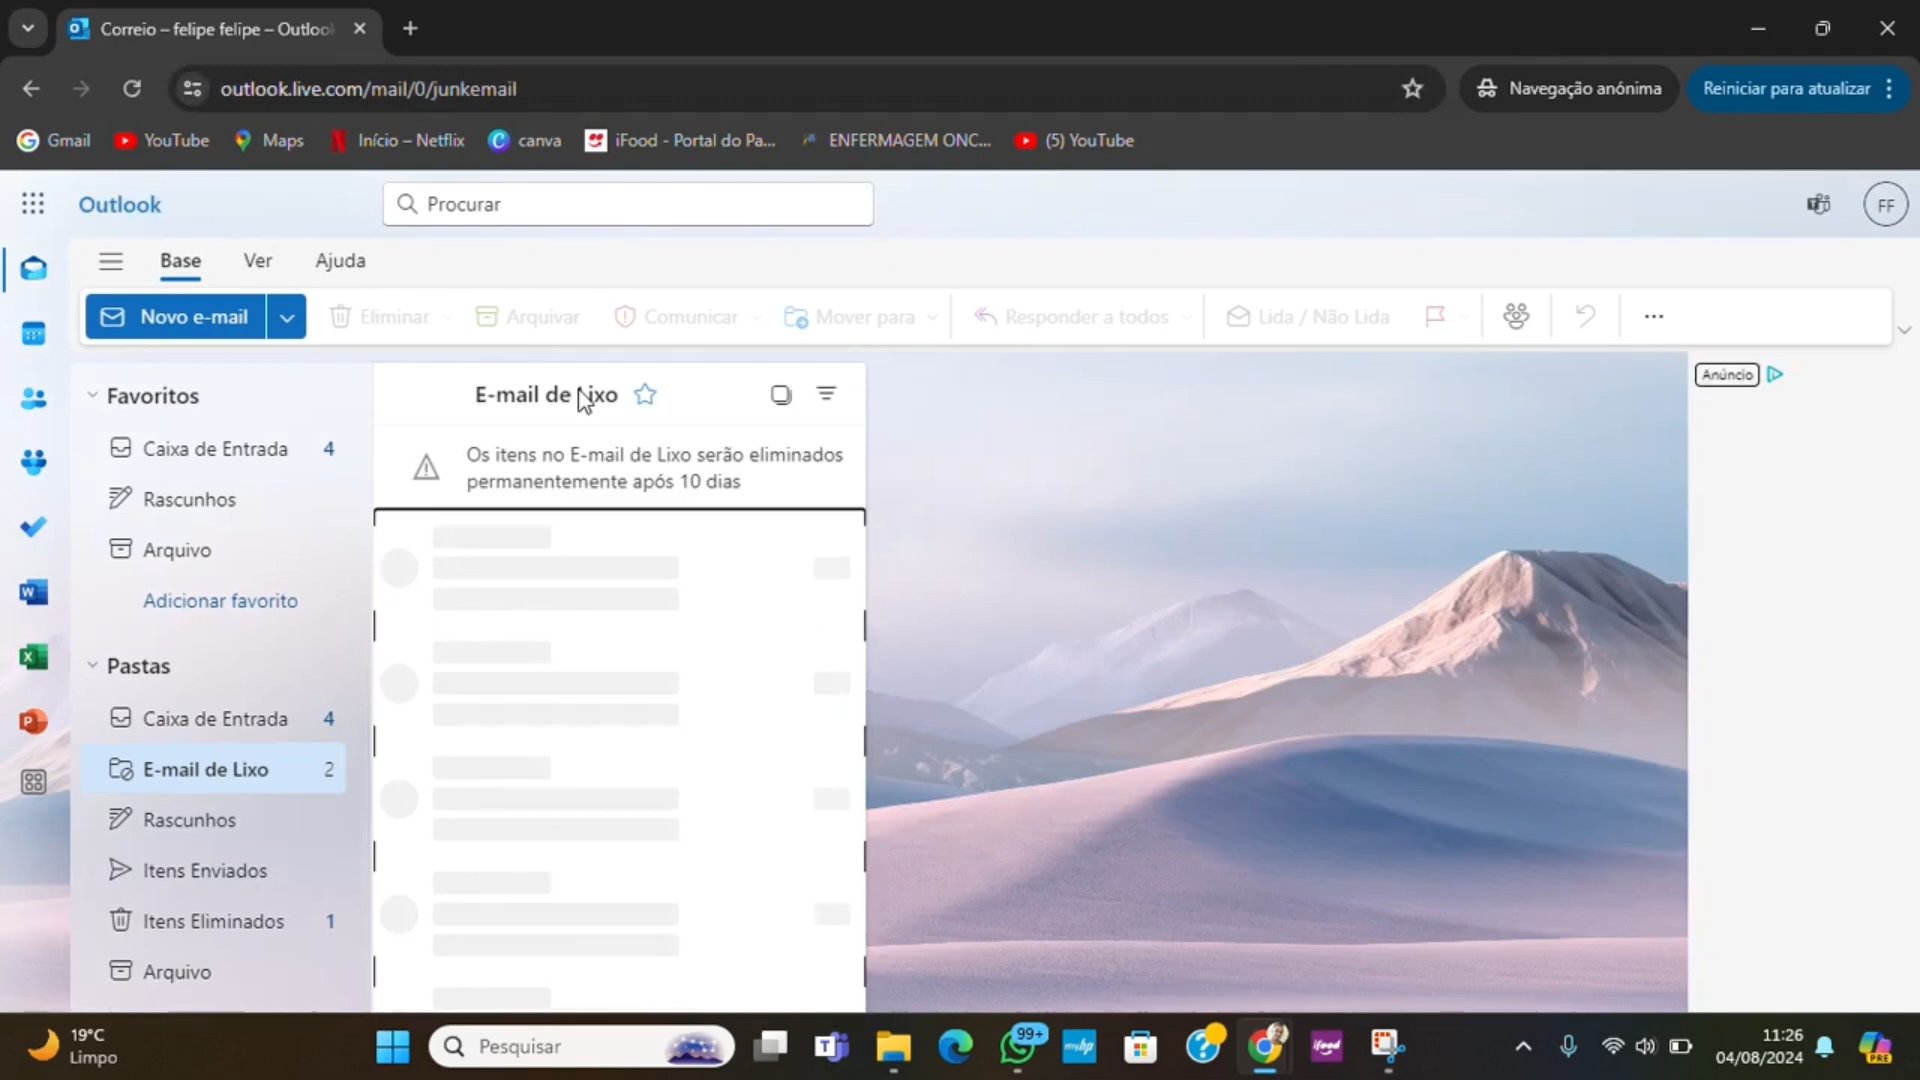 Correio – felipe felipe – Outloo
outlook.live.com/mail/0/junkemail
Navegação anónima
Reiniciar para atualizar
Gmail
YouTube
Maps
Início – Netflix
canva
iFood - Portal do Pa...
ENFERMAGEM ONC...
(5) YouTube
Outlook
Procurar
FF
Base
Ver
Ajuda
Novo e-mail
Eliminar
Arquivar
Comunicar
Mover para
Responder a todos
Lida / Não Lida
Favoritos
Caixa de Entrada 4
Rascunhos
Arquivo
Adicionar favorito
Pastas
Caixa de Entrada 4
E-mail de Lixo 2
Rascunhos
Itens Enviados
Itens Eliminados 1
Arquivo
E-mail de Lixo
Os itens no E-mail de Lixo serão eliminados
permanentemente após 10 dias
Anúncio
19°C
Limpo
Pesquisar
99+
myhp
ifood
PRE
11:26
04/08/2024